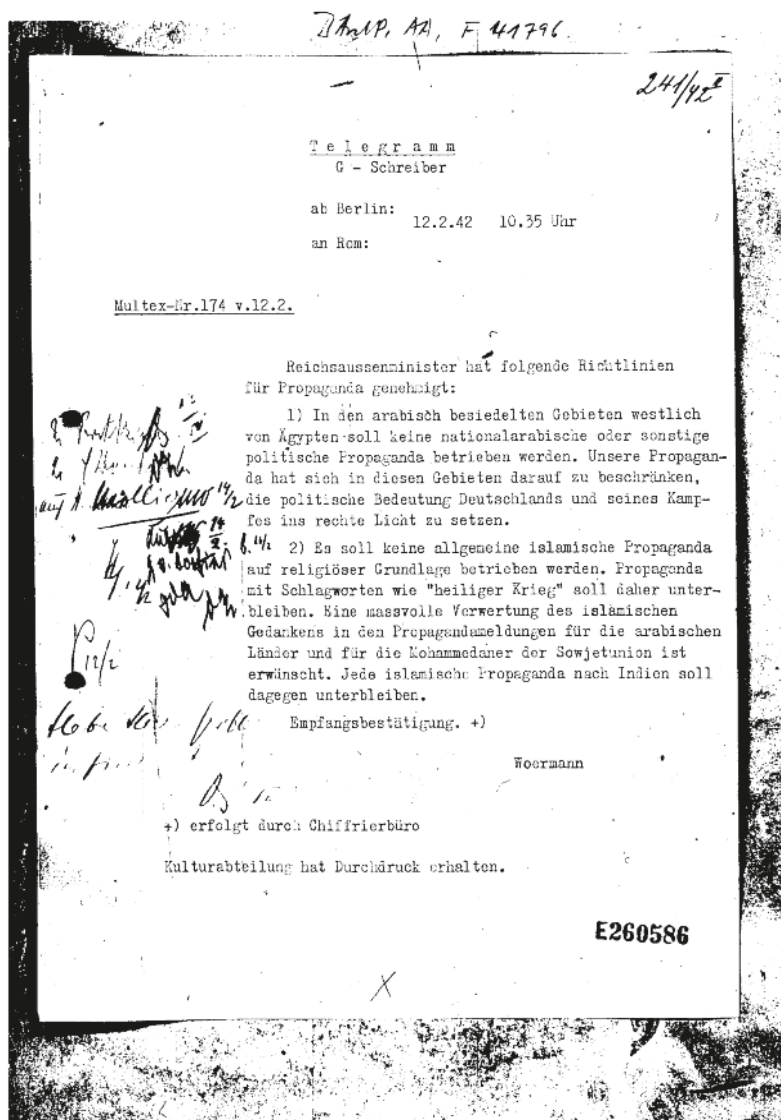 AA, F 41796.
241/42
Telegramm
G - Schreiber
ab Berlin:
12.2.42 10.35 Uhr
an Rom:
Multex-Nr.174 v.12.2.
Reichsaussenminister hat folgende Richtlinien
für Propaganda genehmigt:
1) In den arabisch besiedelten Gebieten westlich
von Ägypten soll keine nationalarabische oder sonstige
politische Propaganda betrieben werden. Unsere Propagan-
da hat sich in diesen Gebieten darauf zu beschränken,
die politische Bedeutung Deutschlands und seines Kamp-
fes ins rechte Licht zu setzen.
2) Es soll keine allgemeine islamische Propaganda
auf religiöser Grundlage betrieben werden. Propaganda
mit Schlagworten wie "heiliger Krieg" soll daher unter-
bleiben. Eine massvolle Verwertung des islamischen
Gedankens in den Propagandameldungen für die arabischen
Länder und für die Mohammedaner der Sowjetunion ist
erwünscht. Jede islamische Propaganda nach Indien soll
dagegen unterbleiben.
12/2
Empfangsbestätigung. +)
Woermann
+) erfolgt durch Chiffrierbüro
Kulturabteilung hat Durchdruck erhalten.
E260586